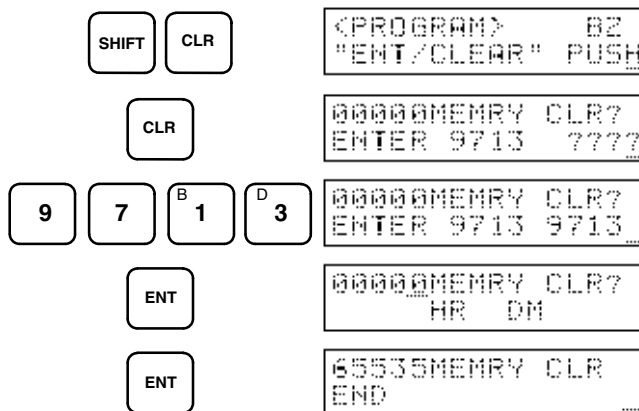 SHIFT CLR
<PROGRAM> BZ
"ENT/CLEAR" PUSH
CLR
00000MEMRY CLR?
ENTER 9713 ????
9 7 B 1 D 3
00000MEMRY CLR?
ENTER 9713 9713_
ENT
00000MEMRY CLR?
HR DM
ENT
65535MEMRY CLR
END _